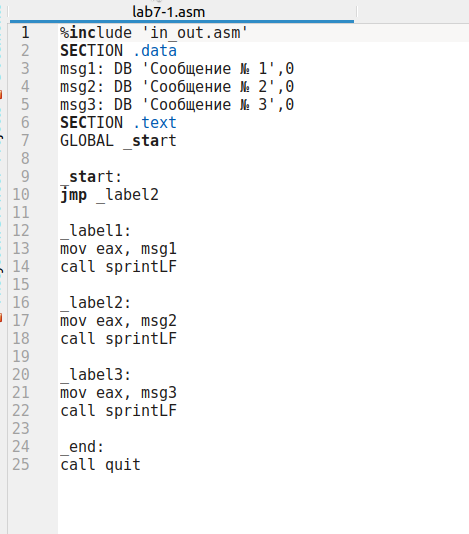 lab7-1.asm
1 %include 'in_out.asm'
2 SECTION .data
3 msg1: DB 'Сообщение № 1',0
4 msg2: DB 'Сообщение № 2',0
5 msg3: DB 'Сообщение № 3',0
6 SECTION .text
7 GLOBAL _start
8
9 _start:
10 jmp _label2
11
12 _label1:
13 mov eax, msg1
14 call sprintLF
15
16 _label2:
17 mov eax, msg2
18 call sprintLF
19
20 _label3:
21 mov eax, msg3
22 call sprintLF
23
24 _end:
25 call quit